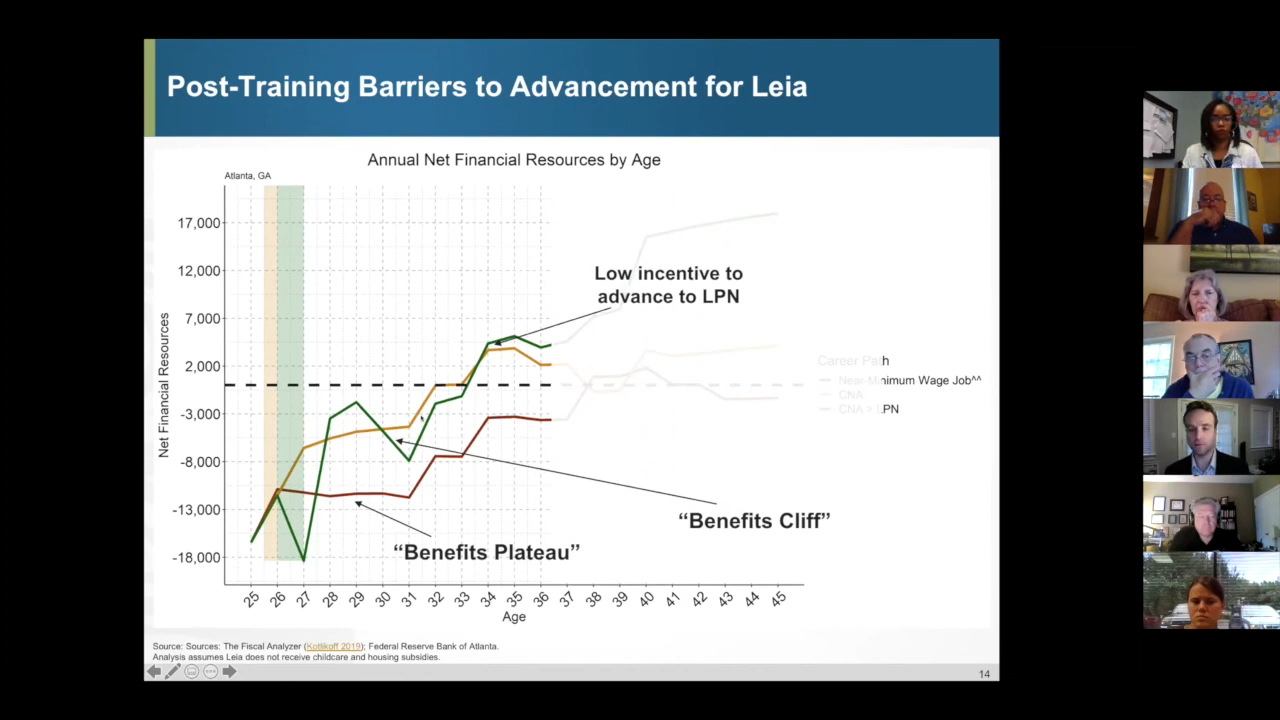 Post-Training Barriers to Advancement for Leia
Annual Net Financial Resources by Age
Atlanta, GA
17,000
12,000
7,000
2,000
-3,000
-8,000
-13,000
-18,000
Net Financial Resources
Low incentive to
advance to LPN
“Benefits Cliff”
“Benefits Plateau”
Career Path
Near-Minimum Wage Job^^
CNA
CNA > LPN
25 26 27 28 29 30 31 32 33 34 35 36 37 38 39 40 41 42 43 44 45
Age
Source: Sources: The Fiscal Analyzer (Kotlikoff 2019); Federal Reserve Bank of Atlanta.
Analysis assumes Leia does not receive childcare and housing subsidies.
14